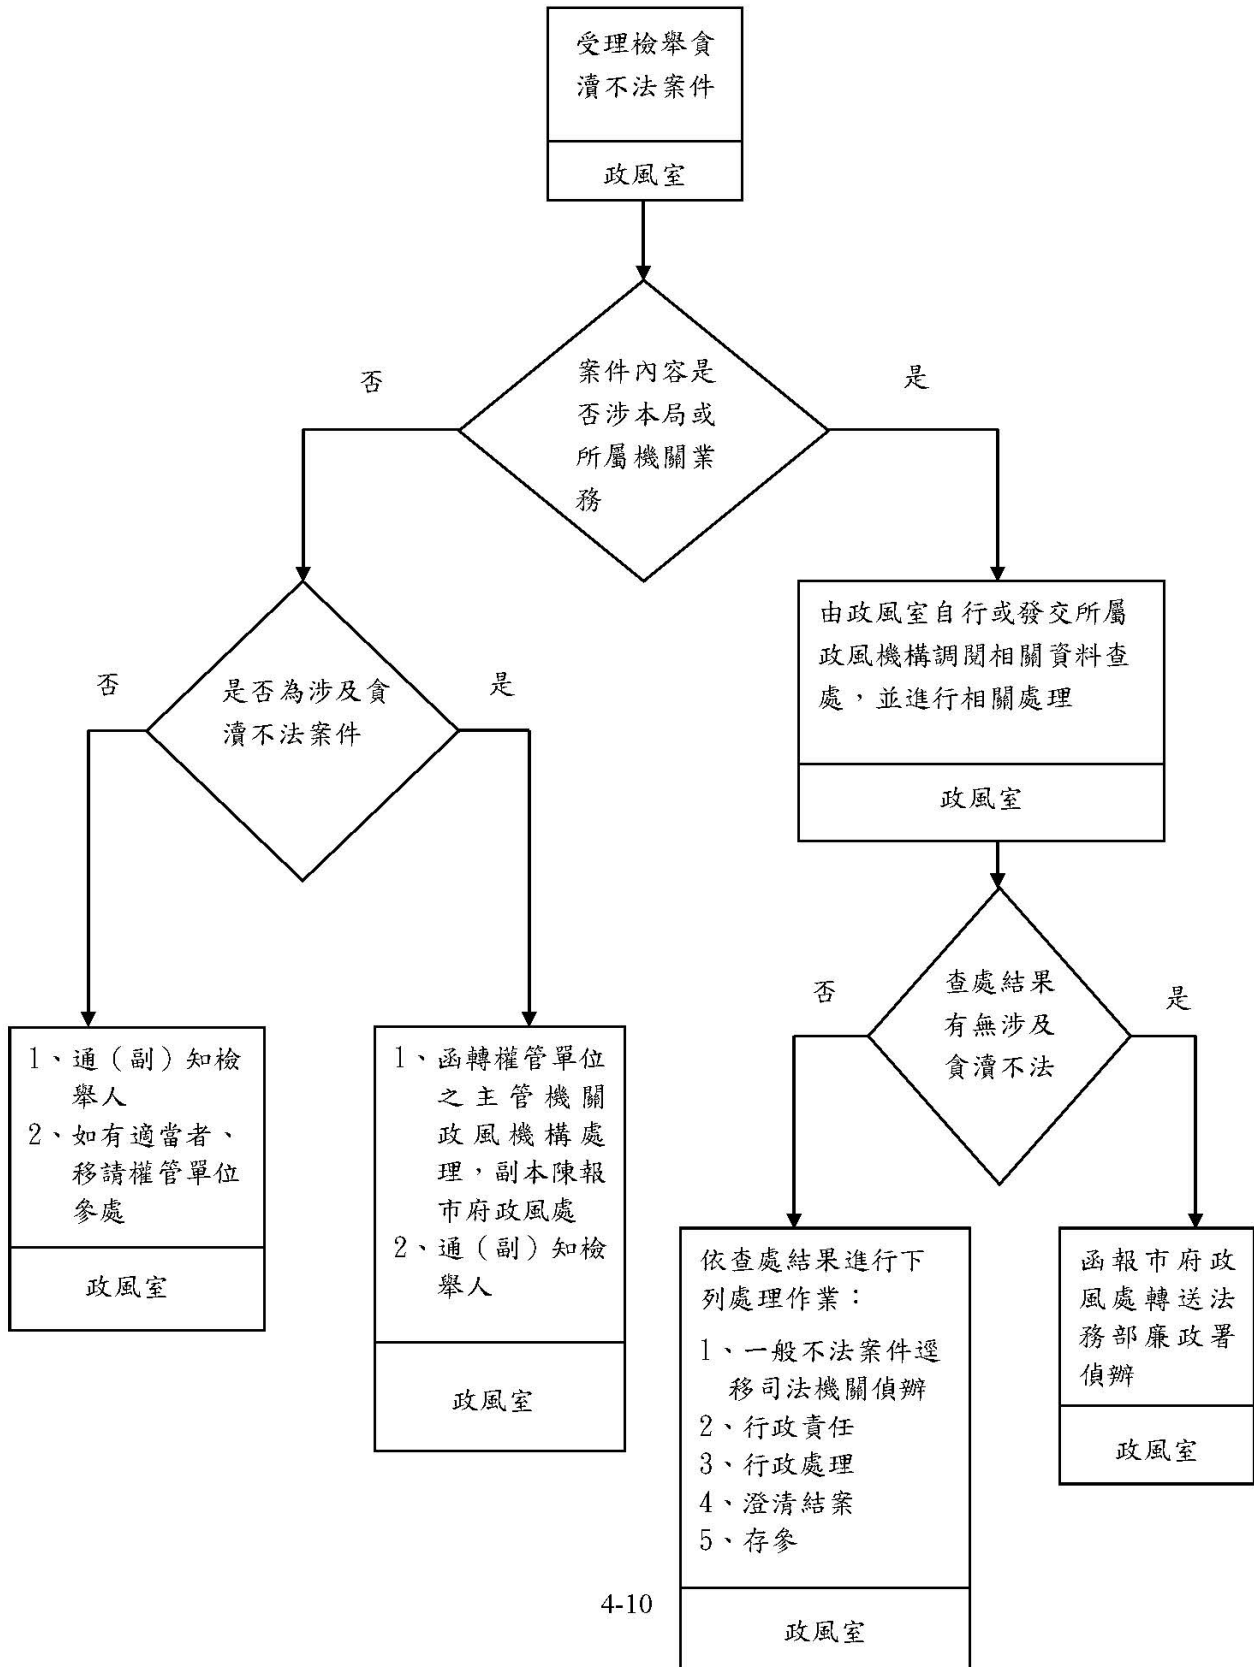 受理檢舉貪
瀆不法案件
政風室
案件內容是
否涉本局或
所屬機關業
務
否
是
是否為涉及貪
瀆不法案件
否
是
由政風室自行或發交所屬
政風機構調閱相關資料查
處，並進行相關處理
政風室
查處結果
有無涉及
貪瀆不法
否
是
1、通（副）知檢
舉人
2、如有適當者、
移請權管單位
參處
政風室
1、函轉權管單位
之主管機關
政風機構處
理，副本陳報
市府政風處
2、通（副）知檢
舉人
政風室
依查處結果進行下
列處理作業：
1、一般不法案件逕
移司法機關偵辦
2、行政責任
3、行政處理
4、澄清結案
5、存參
政風室
函報市府政
風處轉送法
務部廉政署
偵辦
政風室
4-10